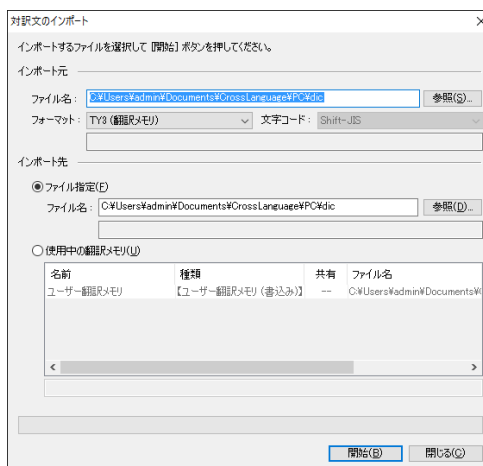 対訳文のインポート
インポートするファイルを選択して [開始] ボタンを押してください。
インポート元
ファイル名: C:¥Users¥admin¥Documents¥CrossLanguage¥PC¥dic 参照(S)...
フォーマット: TY3 (翻訳メモリ) 文字コード: Shift-JIS
インポート先
ファイル指定(F)
ファイル名: C:¥Users¥admin¥Documents¥CrossLanguage¥PC¥dic 参照(D)...
使用中の翻訳メモリ(U)
名前 種類 共有 ファイル名
ユーザー翻訳メモリ 【ユーザー翻訳メモリ (書込み)】 -- C:¥Users¥admin¥Documents¥
開始(B) 閉じる(C)